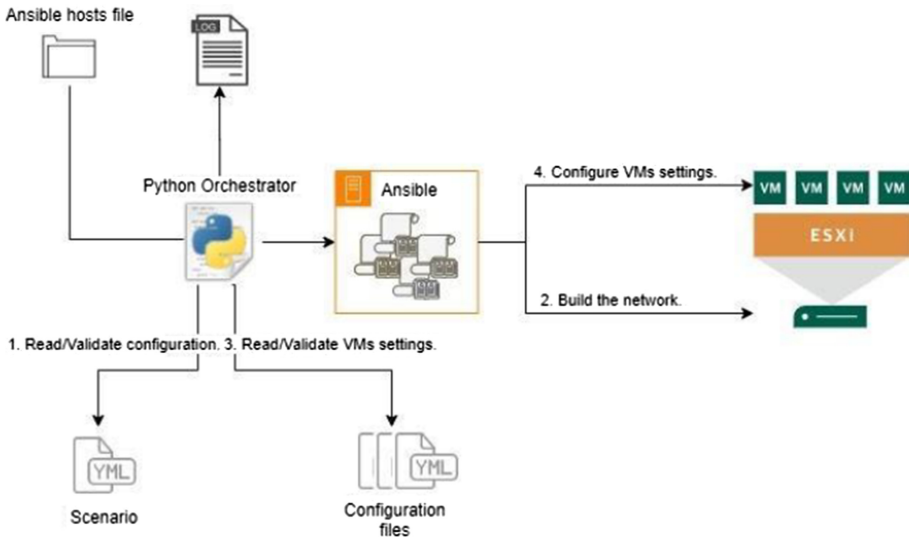 Ansible hosts file
LOG
Python Orchestrator
Ansible
4. Configure VMs settings.
VM VM VM VM
ESXi
2. Build the network.
1. Read/Validate configuration. 3. Read/Validate VMs settings.
YML
YML
Scenario
Configuration
files